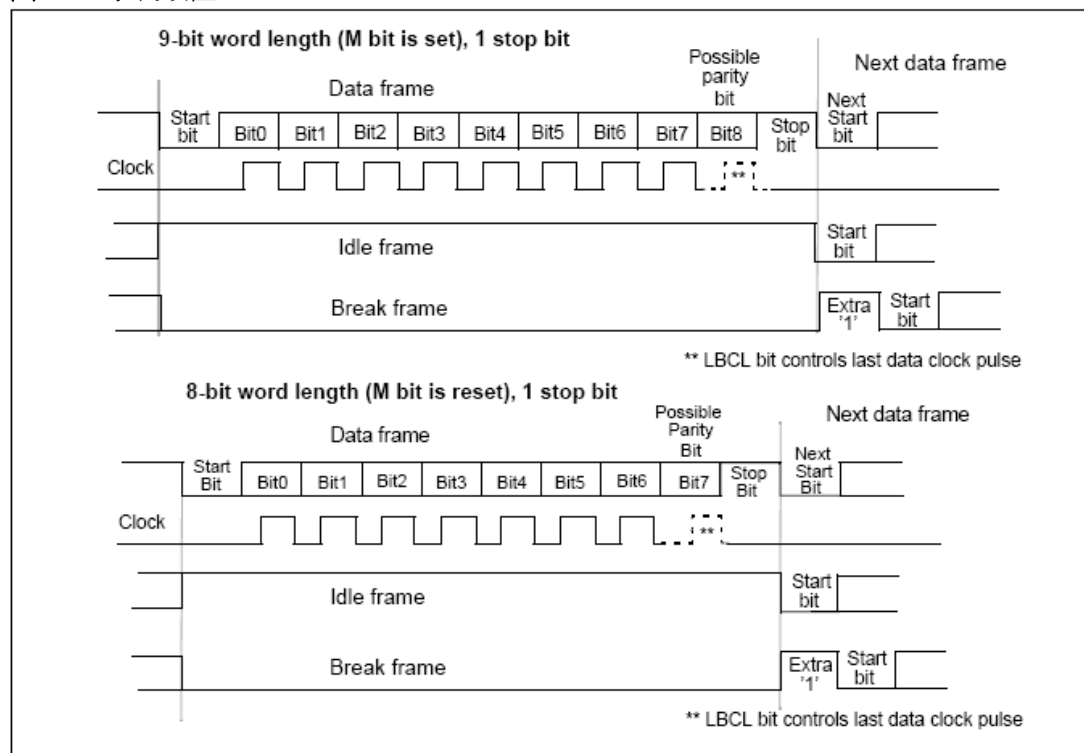 9-bit word length (M bit is set), 1 stop bit
Possible
parity
bit
Next data frame
Data frame
Start
bit
Bit0
Bit1
Bit2
Bit3
Bit4
Bit5
Bit6
Bit7
Bit8
Stop
bit
Next
Start
bit
Clock
**
Idle frame
Start
bit
Break frame
Extra
'1'
Start
bit
** LBCL bit controls last data clock pulse
8-bit word length (M bit is reset), 1 stop bit
Possible
Parity
Bit
Next data frame
Data frame
Start
Bit
Bit0
Bit1
Bit2
Bit3
Bit4
Bit5
Bit6
Bit7
Stop
Bit
Next
Start
Bit
Clock
**
Idle frame
Start
bit
Break frame
Extra
'1'
Start
bit
** LBCL bit controls last data clock pulse